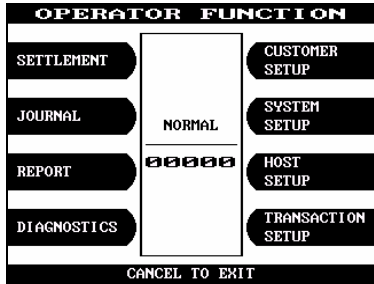 OPERATOR FUNCTION
SETTLEMENT
JOURNAL
REPORT
DIAGNOSTICS
NORMAL
00000
CUSTOMER
SETUP
SYSTEM
SETUP
HOST
SETUP
TRANSACTION
SETUP
CANCEL TO EXIT